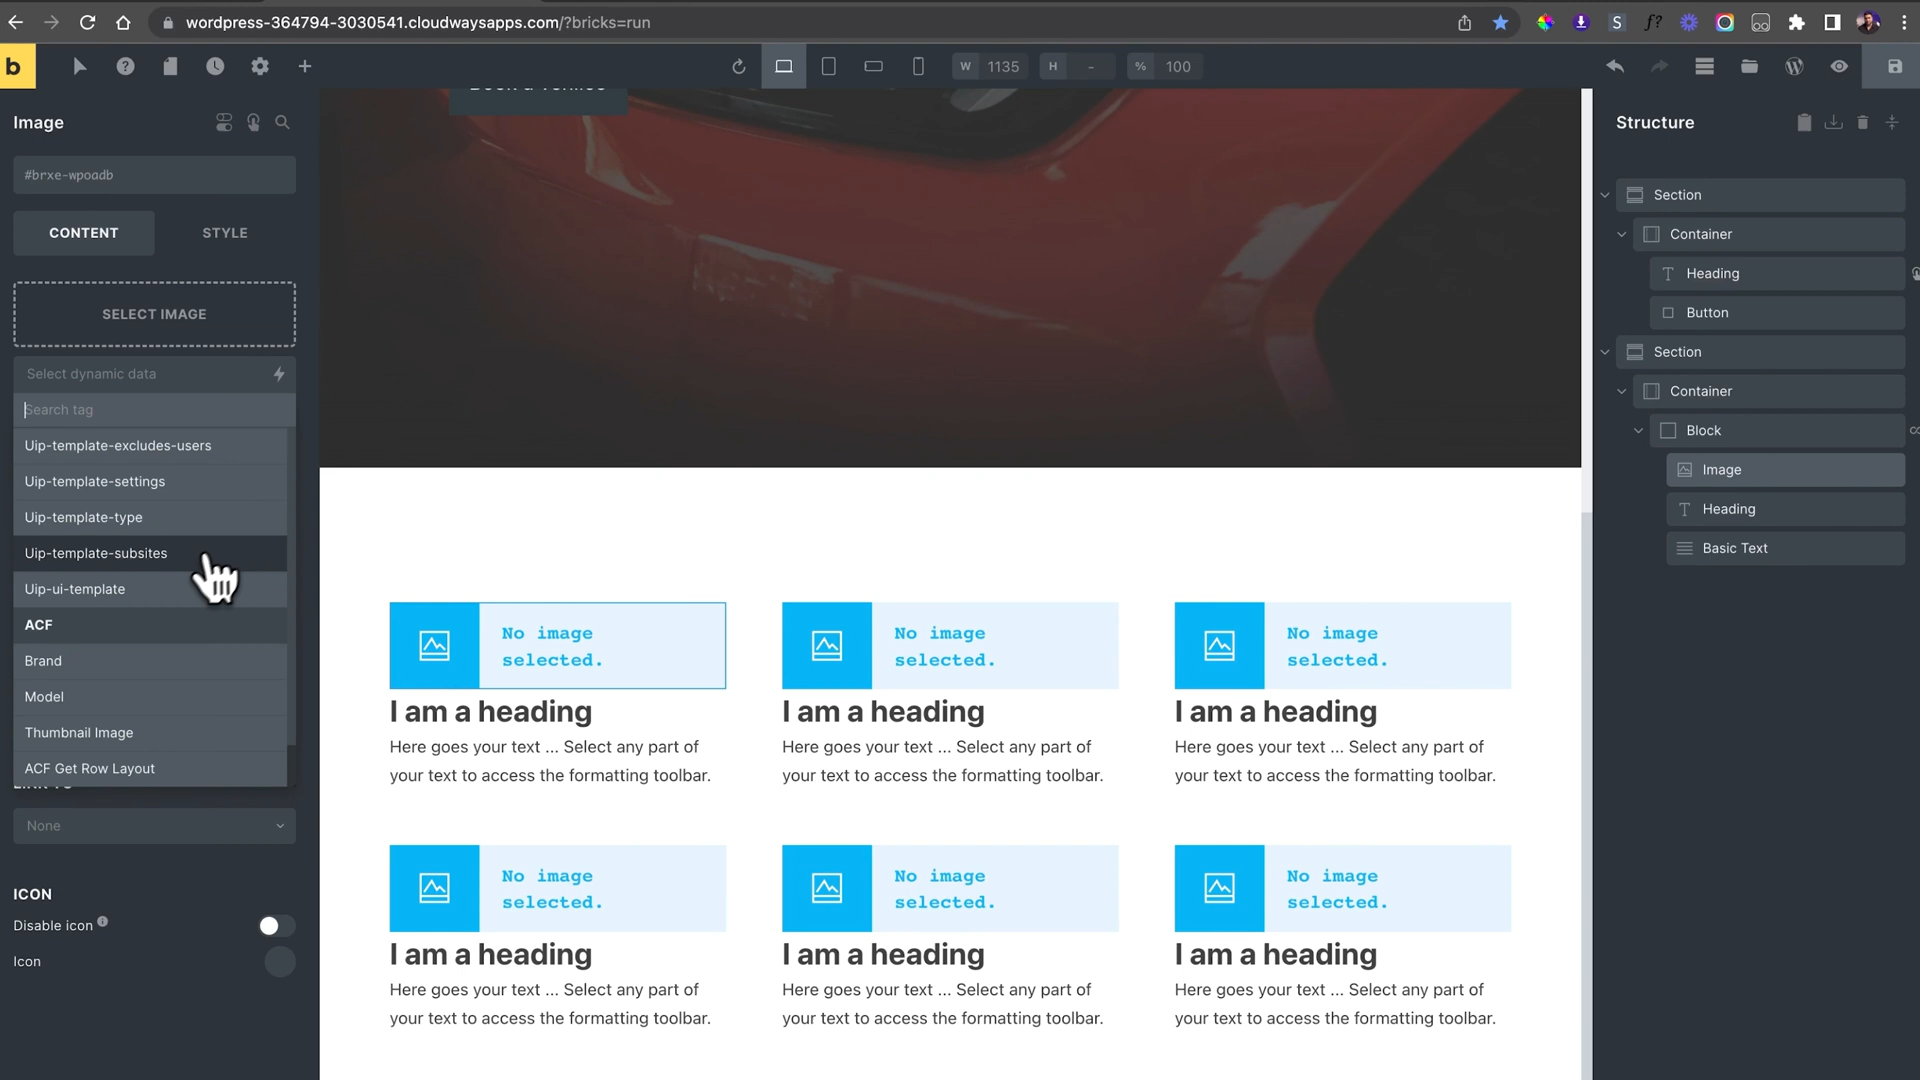 wordpress-364794-3030541.cloudwaysapps.com/?bricks=run
S
f?
b
W 1135
H -
% 100
Image
#brxe-wpoadb
CONTENT
STYLE
SELECT IMAGE
Select dynamic data
Search tag
Uip-template-excludes-users
Uip-template-settings
Uip-template-type
Uip-template-subsites
Uip-ui-template
ACF
Brand
Model
Thumbnail Image
ACF Get Row Layout
None
ICON
Disable icon
Icon
No image
selected.
I am a heading
Here goes your text ... Select any part of
your text to access the formatting toolbar.
No image
selected.
I am a heading
Here goes your text ... Select any part of
your text to access the formatting toolbar.
No image
selected.
I am a heading
Here goes your text ... Select any part of
your text to access the formatting toolbar.
No image
selected.
I am a heading
Here goes your text ... Select any part of
your text to access the formatting toolbar.
No image
selected.
I am a heading
Here goes your text ... Select any part of
your text to access the formatting toolbar.
No image
selected.
I am a heading
Here goes your text ... Select any part of
your text to access the formatting toolbar.
Structure
Section
Container
Heading
Button
Section
Container
Block
Image
Heading
Basic Text